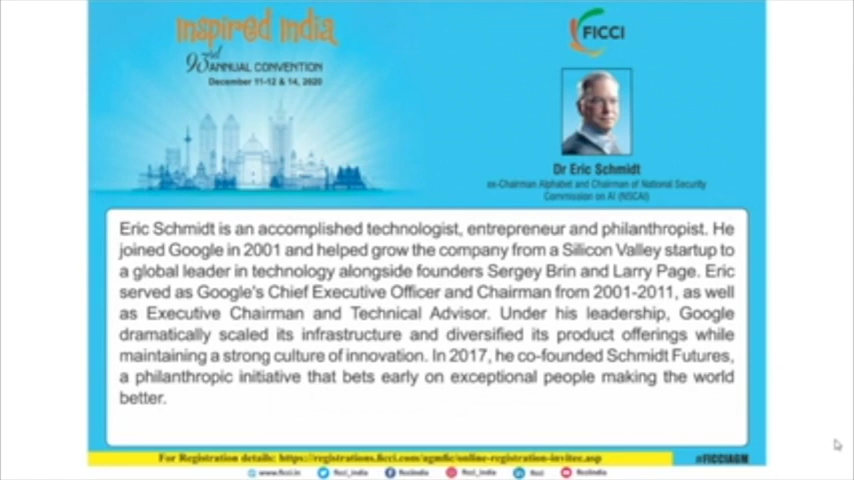 Inspired India
93rd ANNUAL CONVENTION
December 11-12 & 14, 2020
FICCI
Dr Eric Schmidt
ex-Chairman Alphabet and Chairman of National Security
Commission on AI (NSCAI)
Eric Schmidt is an accomplished technologist, entrepreneur and philanthropist. He
joined Google in 2001 and helped grow the company from a Silicon Valley startup to
a global leader in technology alongside founders Sergey Brin and Larry Page. Eric
served as Google's Chief Executive Officer and Chairman from 2001-2011, as well
as Executive Chairman and Technical Advisor. Under his leadership, Google
dramatically scaled its infrastructure and diversified its product offerings while
maintaining a strong culture of innovation. In 2017, he co-founded Schmidt Futures,
a philanthropic initiative that bets early on exceptional people making the world
better.
For Registration details: https://registrations.ficci.com/agmfic/online-registration-invitee.asp
#FICCIAGM
www.ficci.in ficci_india ficciindia ficci_india ficci ficciindia